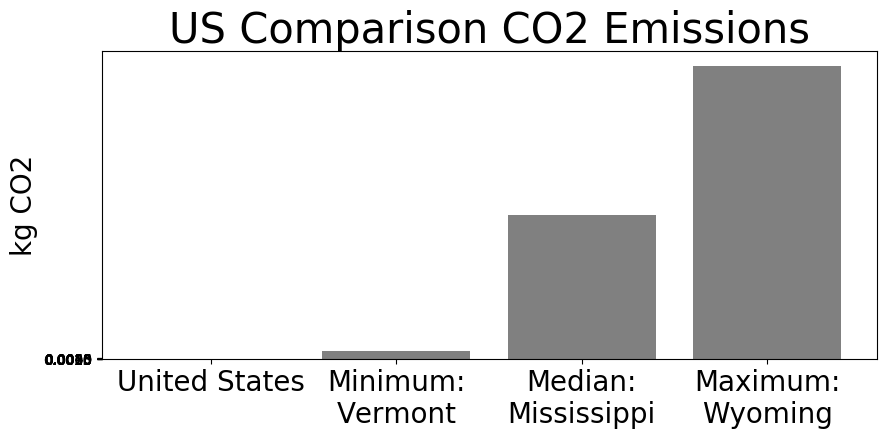 US Comparison CO2 Emissions
kg CO2
United States
Minimum:
Vermont
Median:
Mississippi
Maximum:
Wyoming